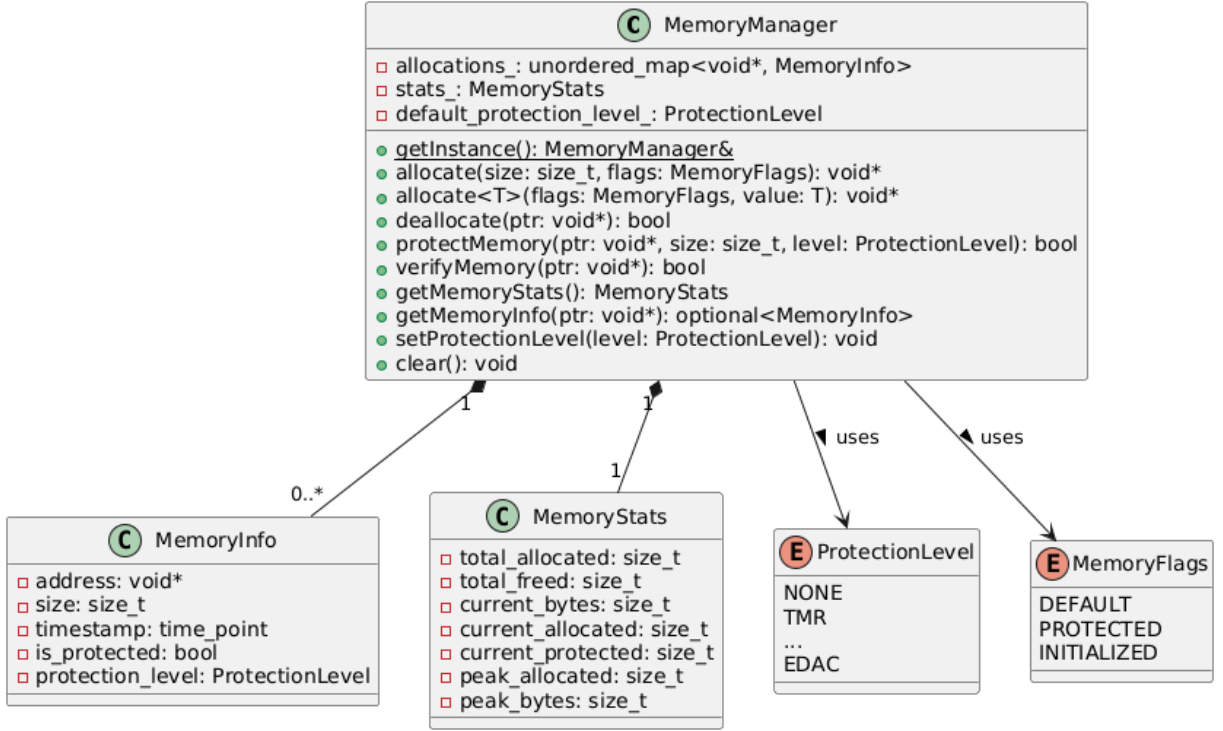 C MemoryManager
allocations_: unordered_map<void*, MemoryInfo>
stats_: MemoryStats
default_protection_level_: ProtectionLevel
getInstance(): MemoryManager&
allocate(size: size_t, flags: MemoryFlags): void*
allocate<T>(flags: MemoryFlags, value: T): void*
deallocate(ptr: void*): bool
protectMemory(ptr: void*, size: size_t, level: ProtectionLevel): bool
verifyMemory(ptr: void*): bool
getMemoryStats(): MemoryStats
getMemoryInfo(ptr: void*): optional<MemoryInfo>
setProtectionLevel(level: ProtectionLevel): void
clear(): void
1
1
uses
uses
0..*
1
C MemoryInfo
address: void*
size: size_t
timestamp: time_point
is_protected: bool
protection_level: ProtectionLevel
C MemoryStats
total_allocated: size_t
total_freed: size_t
current_bytes: size_t
current_allocated: size_t
current_protected: size_t
peak_allocated: size_t
peak_bytes: size_t
E ProtectionLevel
NONE
TMR
...
EDAC
E MemoryFlags
DEFAULT
PROTECTED
INITIALIZED